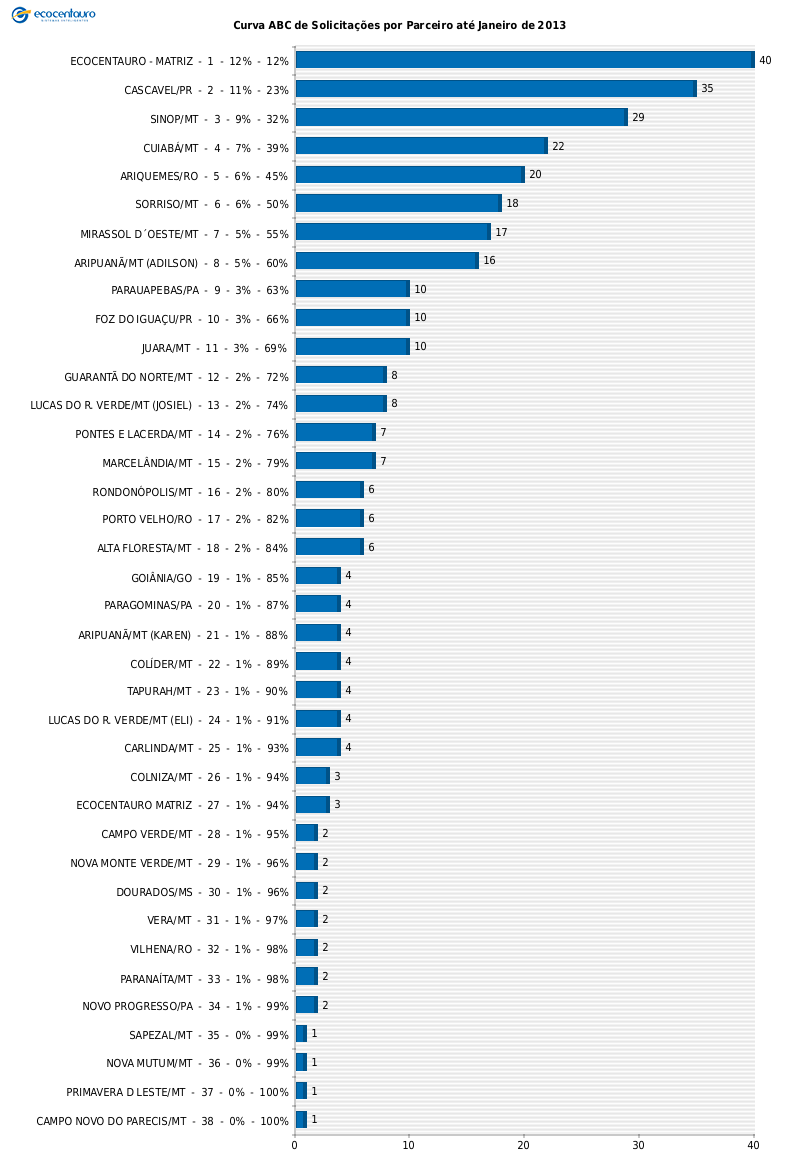 ecocentauro
Curva ABC de Solicitações por Parceiro até Janeiro de 2013
ECOCENTAURO - MATRIZ - 1 - 12% - 12% 40
CASCAVEL/PR - 2 - 11% - 23% 35
SINOP/MT - 3 - 9% - 32% 29
CUIABÁ/MT - 4 - 7% - 39% 22
ARIQUEMES/RO - 5 - 6% - 45% 20
SORRISO/MT - 6 - 6% - 50% 18
MIRASSOL D´OESTE/MT - 7 - 5% - 55% 17
ARIPUANÃ/MT (ADILSON) - 8 - 5% - 60% 16
PARAUAPEBAS/PA - 9 - 3% - 63% 10
FOZ DO IGUAÇU/PR - 10 - 3% - 66% 10
JUARA/MT - 11 - 3% - 69% 10
GUARANTÃ DO NORTE/MT - 12 - 2% - 72% 8
LUCAS DO R. VERDE/MT (JOSIEL) - 13 - 2% - 74% 8
PONTES E LACERDA/MT - 14 - 2% - 76% 7
MARCELÂNDIA/MT - 15 - 2% - 79% 7
RONDONÓPOLIS/MT - 16 - 2% - 80% 6
PORTO VELHO/RO - 17 - 2% - 82% 6
ALTA FLORESTA/MT - 18 - 2% - 84% 6
GOIÂNIA/GO - 19 - 1% - 85% 4
PARAGOMINAS/PA - 20 - 1% - 87% 4
ARIPUANÃ/MT (KAREN) - 21 - 1% - 88% 4
COLÍDER/MT - 22 - 1% - 89% 4
TAPURAH/MT - 23 - 1% - 90% 4
LUCAS DO R. VERDE/MT (ELI) - 24 - 1% - 91% 4
CARLINDA/MT - 25 - 1% - 93% 4
COLNIZA/MT - 26 - 1% - 94% 3
ECOCENTAURO MATRIZ - 27 - 1% - 94% 3
CAMPO VERDE/MT - 28 - 1% - 95% 2
NOVA MONTE VERDE/MT - 29 - 1% - 96% 2
DOURADOS/MS - 30 - 1% - 96% 2
VERA/MT - 31 - 1% - 97% 2
VILHENA/RO - 32 - 1% - 98% 2
PARANAÍTA/MT - 33 - 1% - 98% 2
NOVO PROGRESSO/PA - 34 - 1% - 99% 2
SAPEZAL/MT - 35 - 0% - 99% 1
NOVA MUTUM/MT - 36 - 0% - 99% 1
PRIMAVERA D LESTE/MT - 37 - 0% - 100% 1
CAMPO NOVO DO PARECIS/MT - 38 - 0% - 100% 1
0 10 20 30 40